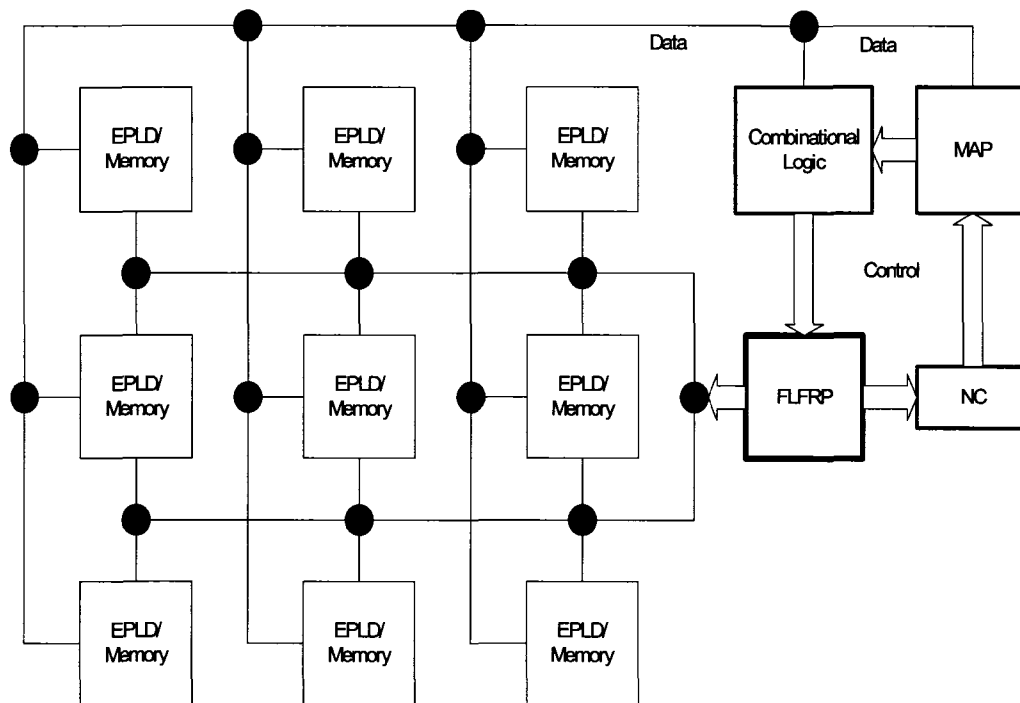 Data
Data
EPLD/
Memory
EPLD/
Memory
EPLD/
Memory
Combinational
Logic
MAP
Control
EPLD/
Memory
EPLD/
Memory
EPLD/
Memory
FLFRP
NC
EPLD/
Memory
EPLD/
Memory
EPLD/
Memory